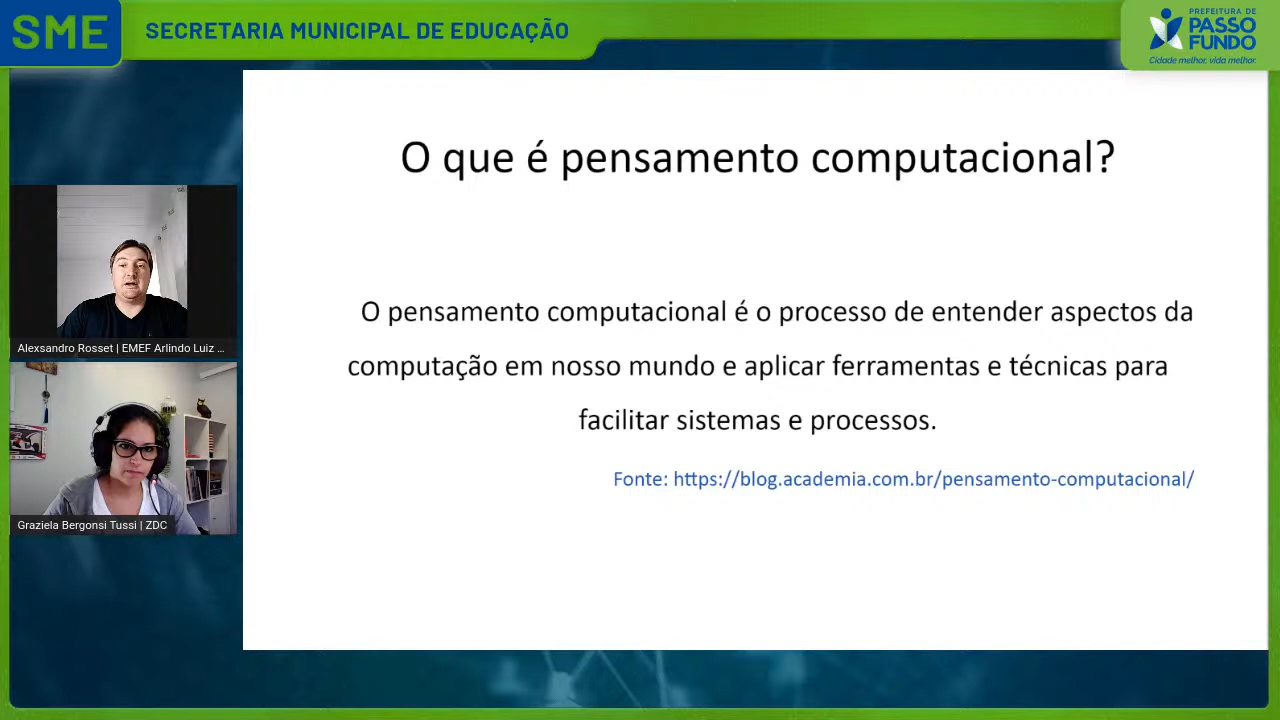 SME
SECRETARIA MUNICIPAL DE EDUCAÇÃO
PREFEITURA DE
PASSO
FUNDO
Cidade melhor, vida melhor.
O que é pensamento computacional?
O pensamento computacional é o processo de entender aspectos da
computação em nosso mundo e aplicar ferramentas e técnicas para
facilitar sistemas e processos.
Fonte: https://blog.academia.com.br/pensamento-computacional/
Alexsandro Rosset | EMEF Arlindo Luiz ...
Graziela Bergonsi Tussi | ZDC